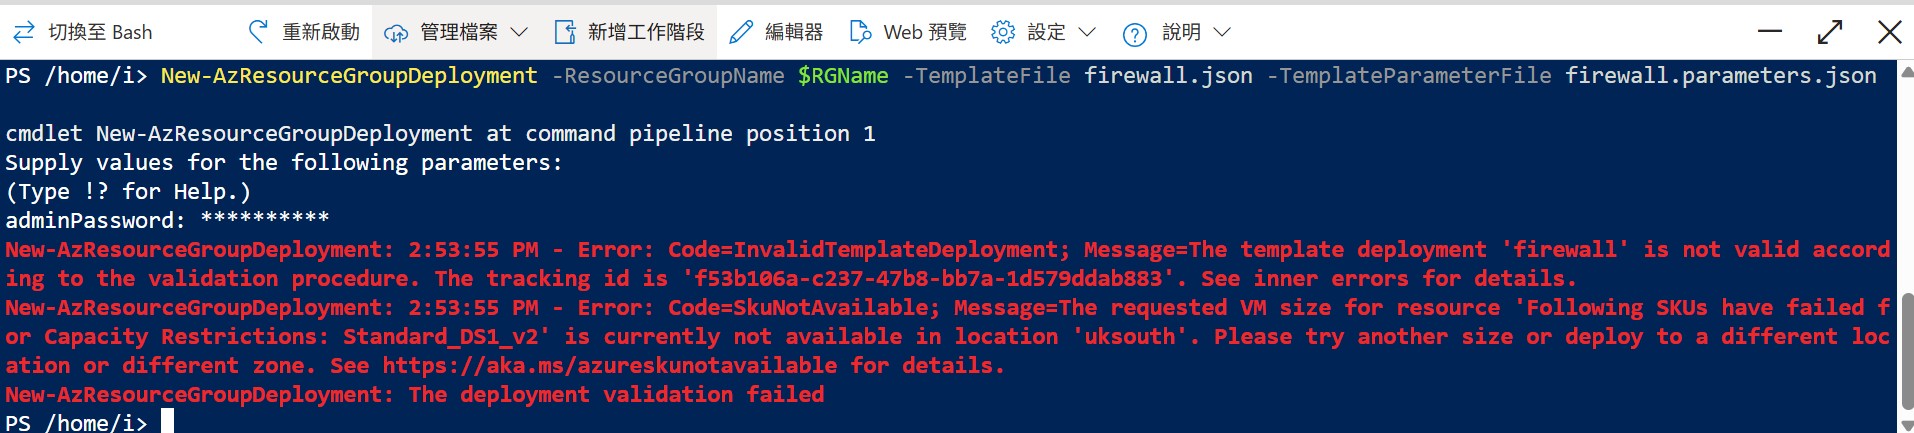 切換至 Bash 重新啟動 管理檔案 新增工作階段 編輯器 Web 預覽 設定 說明
PS /home/i> New-AzResourceGroupDeployment -ResourceGroupName $RGName -TemplateFile firewall.json -TemplateParameterFile firewall.parameters.json
cmdlet New-AzResourceGroupDeployment at command pipeline position 1
Supply values for the following parameters:
(Type !? for Help.)
adminPassword: **********
New-AzResourceGroupDeployment: 2:53:55 PM - Error: Code=InvalidTemplateDeployment; Message=The template deployment 'firewall' is not valid accord
ing to the validation procedure. The tracking id is 'f53b106a-c237-47b8-bb7a-1d579ddab883'. See inner errors for details.
New-AzResourceGroupDeployment: 2:53:55 PM - Error: Code=SkuNotAvailable; Message=The requested VM size for resource 'Following SKUs have failed f
or Capacity Restrictions: Standard_DS1_v2' is currently not available in location 'uksouth'. Please try another size or deploy to a different loc
ation or different zone. See https://aka.ms/azureskunotavailable for details.
New-AzResourceGroupDeployment: The deployment validation failed
PS /home/i>